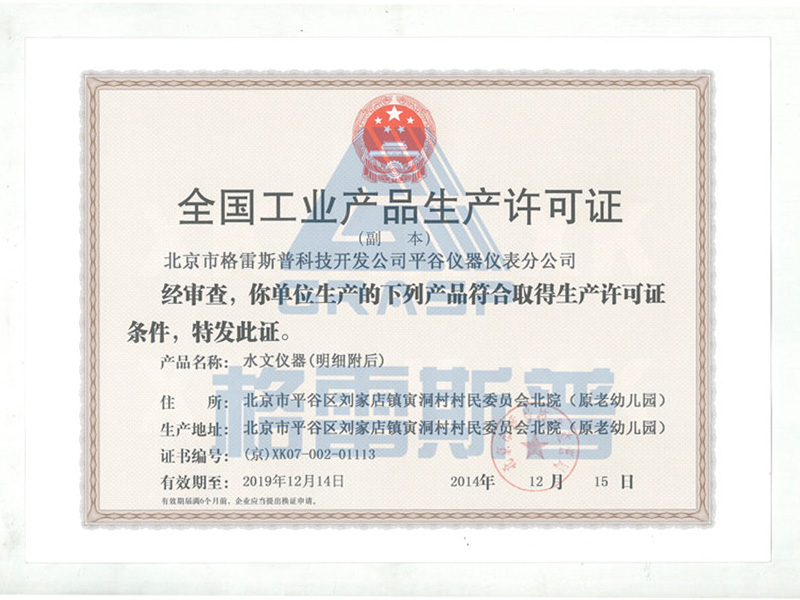 全国工业产品生产许可证
(副 本)
北京市格雷斯普科技开发公司平谷仪器仪表分公司
经审查，你单位生产的下列产品符合取得生产许可证
条件，特发此证。
产品名称：水文仪器(明细附后)
住 所：北京市平谷区刘家店镇寅洞村村民委员会北院（原老幼儿园）
生产地址：北京市平谷区刘家店镇寅洞村村民委员会北院（原老幼儿园）
证书编号：(京)XK07-002-01113
有效期至：2019年12月14日 2014年 12 月 15 日
有效期届满6个月前，企业应当提出换证申请。
GRASP
格雷斯普